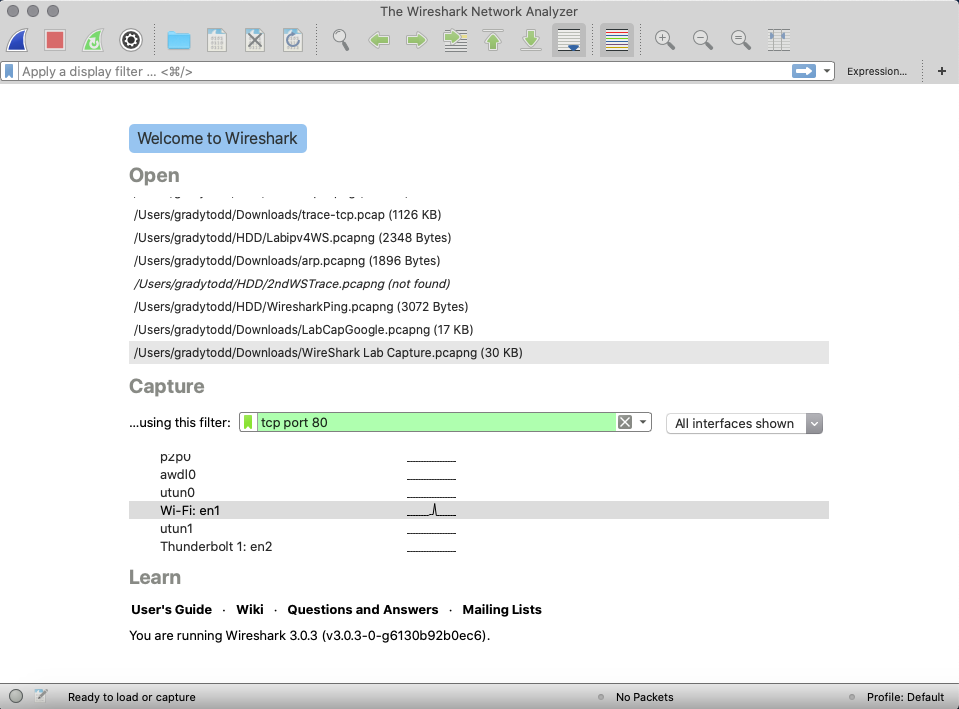 The Wireshark Network Analyzer
Apply a display filter ... <⌘/>
Expression...
+
Welcome to Wireshark
Open
/Users/gradytodd/Downloads/trace-tcp.pcap (1126 KB)
/Users/gradytodd/HDD/Labipv4WS.pcapng (2348 Bytes)
/Users/gradytodd/Downloads/arp.pcapng (1896 Bytes)
/Users/gradytodd/HDD/2ndWSTrace.pcapng (not found)
/Users/gradytodd/HDD/WiresharkPing.pcapng (3072 Bytes)
/Users/gradytodd/Downloads/LabCapGoogle.pcapng (17 KB)
/Users/gradytodd/Downloads/WireShark Lab Capture.pcapng (30 KB)
Capture
...using this filter: tcp port 80 All interfaces shown
p2p0
awdl0
utun0
Wi-Fi: en1
utun1
Thunderbolt 1: en2
Learn
User's Guide · Wiki · Questions and Answers · Mailing Lists
You are running Wireshark 3.0.3 (v3.0.3-0-g6130b92b0ec6).
Ready to load or capture No Packets Profile: Default